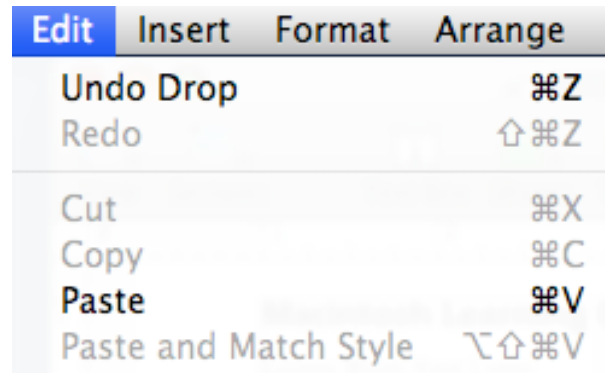 Edit Insert Format Arrange
Undo Drop ⌘Z
Redo ⇧⌘Z
Cut ⌘X
Copy ⌘C
Paste ⌘V
Paste and Match Style ⌥⇧⌘V